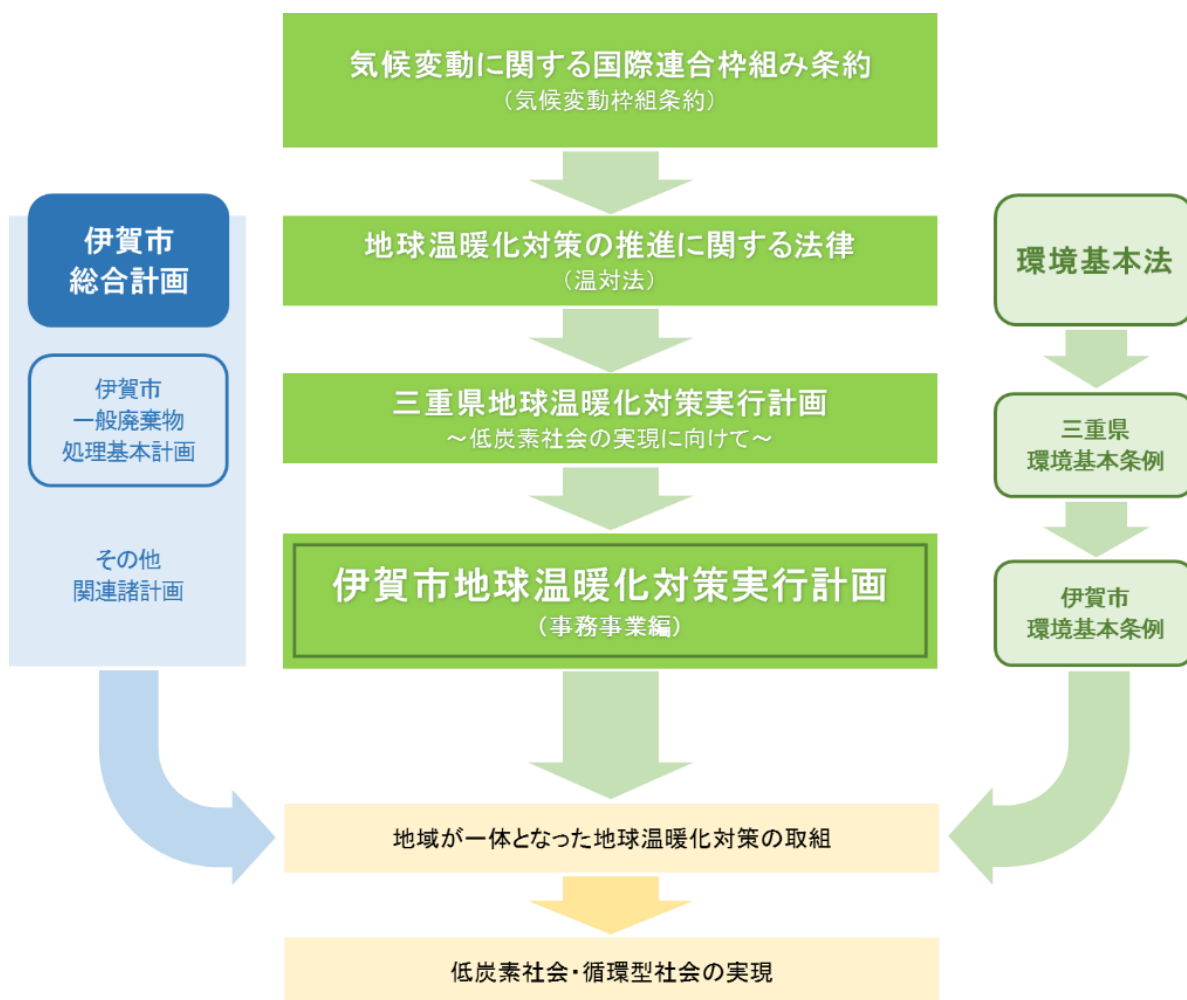 気候変動に関する国際連合枠組み条約
(気候変動枠組条約)
地球温暖化対策の推進に関する法律
(温対法)
三重県地球温暖化対策実行計画
～低炭素社会の実現に向けて～
伊賀市地球温暖化対策実行計画
(事務事業編)
伊賀市
総合計画
伊賀市
一般廃棄物
処理基本計画
その他
関連諸計画
環境基本法
三重県
環境基本条例
伊賀市
環境基本条例
地域が一体となった地球温暖化対策の取組
低炭素社会・循環型社会の実現